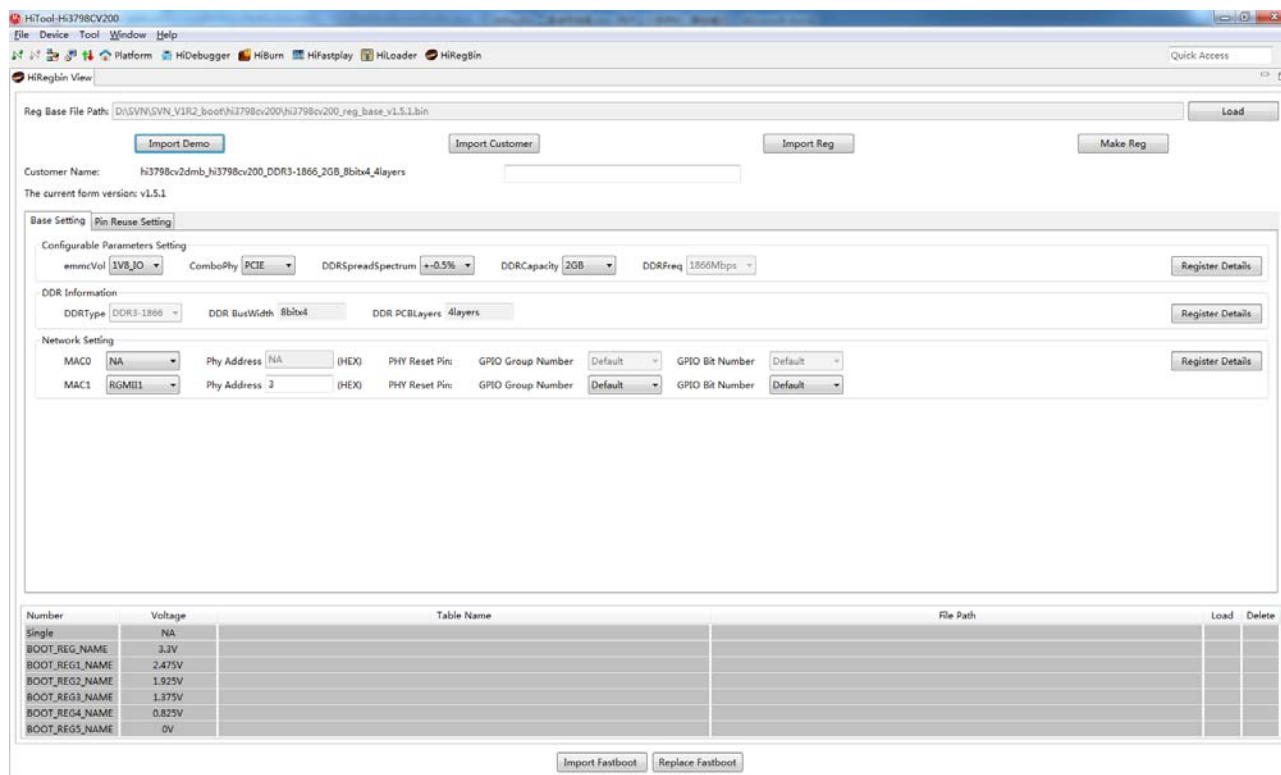 HiTool-Hi3798CV200
File Device Tool Window Help
Platform HiDebugger HiBurn HiFastplay HiLoader HiRegBin Quick Access
HiRegbin View
Reg Base File Path: D:\SVN\SVN_V1R2_boot\hi3798cv200\hi3798cv200_reg_base_v1.5.1.bin Load
Import Demo Import Customer Import Reg Make Reg
Customer Name: hi3798cv2dmb_hi3798cv200_DDR3-1866_2GB_8bitx4_4layers
The current form version: v1.5.1
Base Setting Pin Reuse Setting
Configurable Parameters Setting
emmcVol 1V8_IO ComboPhy PCIE DDRSpreadSpectrum +-0.5% DDRCapacity 2GB DDRFreq 1866Mbps Register Details
DDR Information
DDRType DDR3-1866 DDR BusWidth 8bitx4 DDR PCBLayers 4layers Register Details
Network Setting
MAC0 NA Phy Address NA (HEX) PHY Reset Pin: GPIO Group Number Default GPIO Bit Number Default Register Details
MAC1 RGMII1 Phy Address 3 (HEX) PHY Reset Pin: GPIO Group Number Default GPIO Bit Number Default
Number Voltage Table Name File Path Load Delete
Single NA
BOOT_REG_NAME 3.3V
BOOT_REG1_NAME 2.475V
BOOT_REG2_NAME 1.925V
BOOT_REG3_NAME 1.375V
BOOT_REG4_NAME 0.825V
BOOT_REG5_NAME 0V
Import Fastboot Replace Fastboot